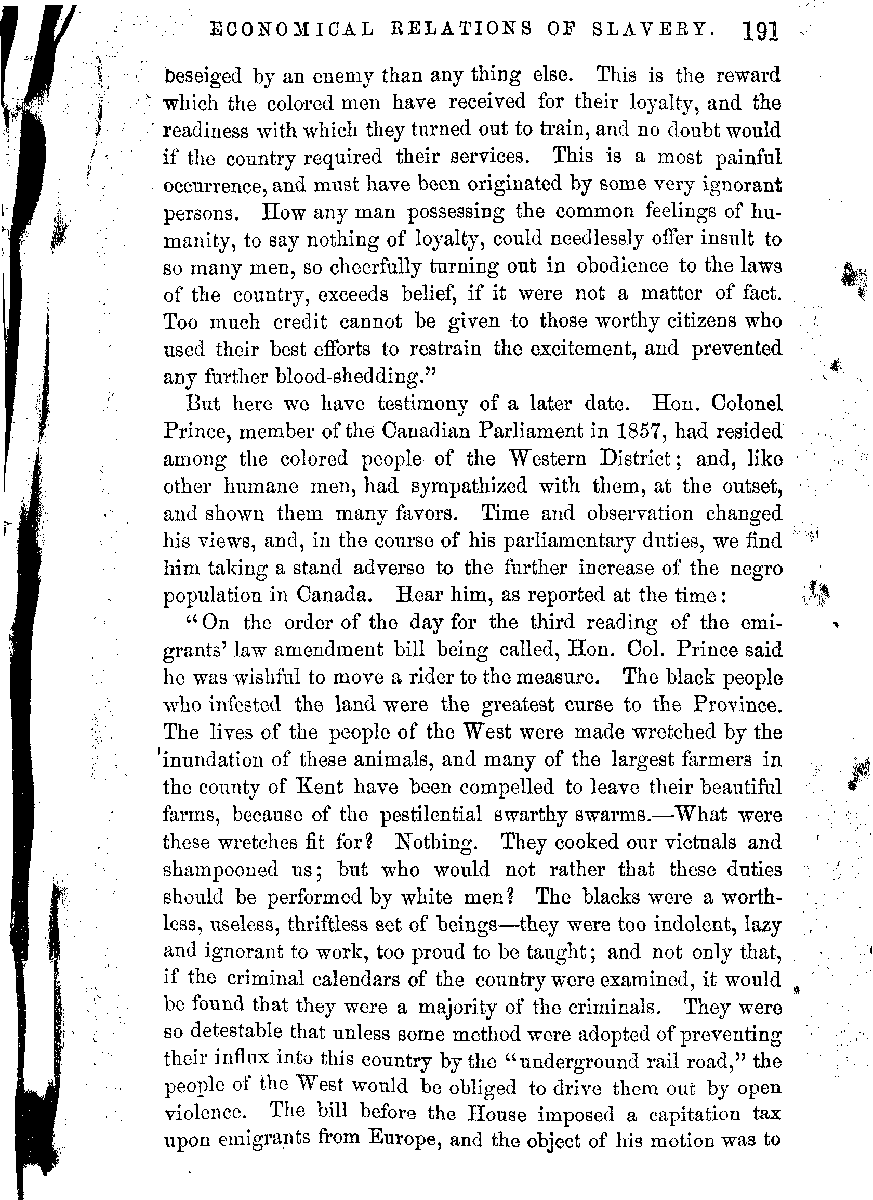 ECONOMICAL RELATIONS OF SLAVERY. 191
beseiged by an enemy than any thing else. This is the reward
which the colored men have received for their loyalty, and the
readiness with which they turned out to train, and no doubt would
if the country required their services. This is a most painful
occurrence, and must have been originated by some very ignorant
persons. How any man possessing the common feelings of hu-
manity, to say nothing of loyalty, could needlessly offer insult to
so many men, so cheerfully turning out in obedience to the laws
of the country, exceeds belief, if it were not a matter of fact.
Too much credit cannot be given to those worthy citizens who
used their best efforts to restrain the excitement, and prevented
any further blood-shedding.”
But here we have testimony of a later date. Hon. Colonel
Prince, member of the Canadian Parliament in 1857, had resided
among the colored people of the Western District; and, like
other humane men, had sympathized with them, at the outset,
and shown them many favors. Time and observation changed
his views, and, in the course of his parliamentary duties, we find
him taking a stand adverse to the further increase of the negro
population in Canada. Hear him, as reported at the time:
“On the order of the day for the third reading of the emi-
grants’ law amendment bill being called, Hon. Col. Prince said
he was wishful to move a rider to the measure. The black people
who infested the land were the greatest curse to the Province.
The lives of the people of the West were made wretched by the
inundation of these animals, and many of the largest farmers in
the county of Kent have been compelled to leave their beautiful
farms, because of the pestilential swarthy swarms.—What were
these wretches fit for? Nothing. They cooked our victuals and
shampooned us; but who would not rather that these duties
should be performed by white men? The blacks were a worth-
less, useless, thriftless set of beings—they were too indolent, lazy
and ignorant to work, too proud to be taught; and not only that,
if the criminal calendars of the country were examined, it would
be found that they were a majority of the criminals. They were
so detestable that unless some method were adopted of preventing
their influx into this country by the “underground rail road,” the
people of the West would be obliged to drive them out by open
violence. The bill before the House imposed a capitation tax
upon emigrants from Europe, and the object of his motion was to